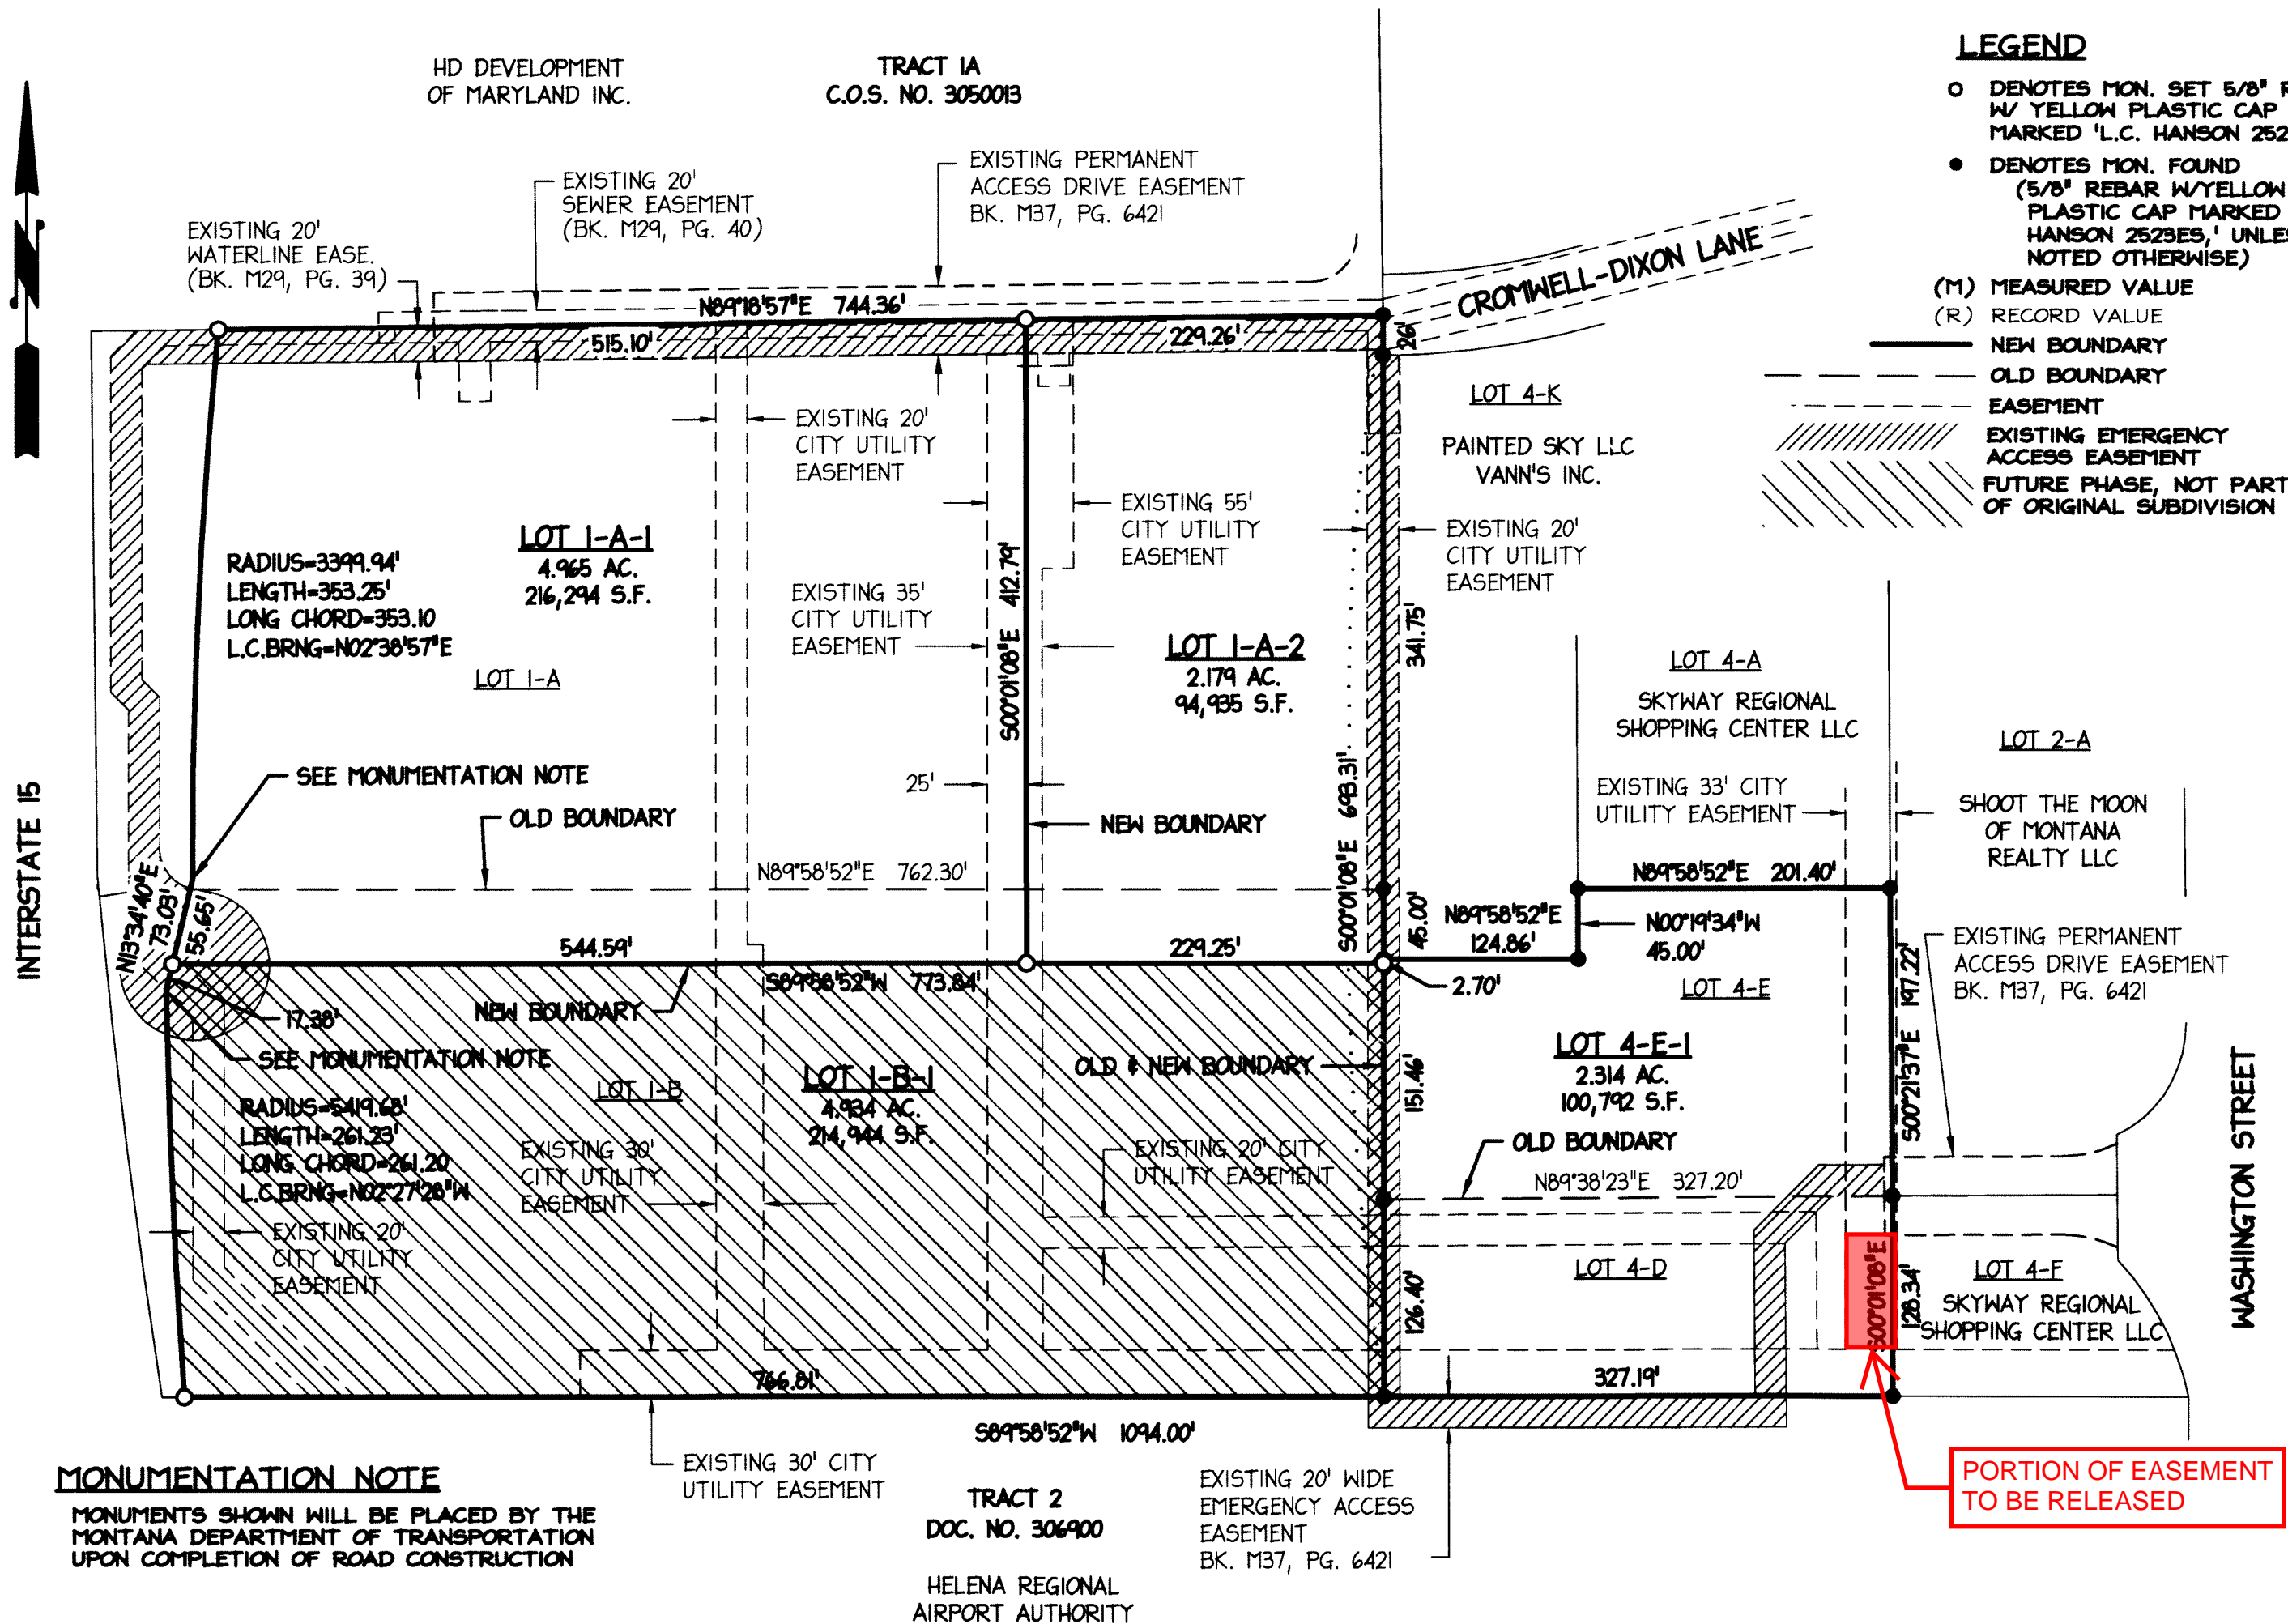 HD DEVELOPMENT
OF MARYLAND INC.
TRACT 1A
C.O.S. NO. 3050013
LEGEND
DENOTES MON. SET 5/8"
W/ YELLOW PLASTIC CAP
MARKED 'L.C. HANSON
DENOTES MON. FOUND
(5/8" REBAR W/YELLOW
PLASTIC CAP MARKED
HANSON 2523ES,'
NOTED OTHERWISE)
(M) MEASURED VALUE
(R) RECORD VALUE
NEW BOUNDARY
OLD BOUNDARY
EASEMENT
EXISTING EMERGENCY
ACCESS EASEMENT
FUTURE PHASE, NOT PART
OF ORIGINAL SUBDIVISION
N
EXISTING 20'
WATERLINE EASE.
(BK. M29, PG. 39)
EXISTING 20'
SEWER EASEMENT
(BK. M29, PG. 40)
EXISTING PERMANENT
ACCESS DRIVE EASEMENT
BK. M37, PG. 6421
CROMWELL-DIXON LANE
N89°18'57"E 744.36'
515.10'
229.26'
26'
LOT 4-K
PAINTED SKY LLC
VANN'S INC.
EXISTING 20'
CITY UTILITY
EASEMENT
EXISTING 55'
CITY UTILITY
EASEMENT
EXISTING 20'
CITY UTILITY
EASEMENT
LOT 1-A-1
4.965 AC.
216,294 S.F.
RADIUS=3399.94'
LENGTH=353.25'
LONG CHORD=353.10
L.C.BRNG=N02°38'57"E
LOT 1-A
EXISTING 35'
CITY UTILITY
EASEMENT
S00°01'08"E 412.79'
LOT 1-A-2
2.179 AC.
94,935 S.F.
341.75'
LOT 4-A
SKYWAY REGIONAL
SHOPPING CENTER LLC
LOT 2-A
SHOOT THE MOON
OF MONTANA
REALTY LLC
EXISTING 33' CITY
UTILITY EASEMENT
INTERSTATE 15
SEE MONUMENTATION NOTE
OLD BOUNDARY
25'
NEW BOUNDARY
S00°01'08"E 693.31'
N89°58'52"E 762.30'
N89°58'52"E 201.40'
N13°34'40"E
73.03'
55.65'
45.00'
N89°58'52"E
124.86'
N00°19'34"W
45.00'
544.59'
229.25'
S89°58'52"W 773.84'
2.70'
LOT 4-E
EXISTING PERMANENT
ACCESS DRIVE EASEMENT
BK. M37, PG. 6421
S00°21'37"E 197.22'
17.38'
NEW BOUNDARY
SEE MONUMENTATION NOTE
OLD & NEW BOUNDARY
LOT 4-E-1
2.314 AC.
100,792 S.F.
LOT 1-B
LOT 1-B-1
4.934 AC.
214,944 S.F.
RADIUS=5419.68'
LENGTH=261.23'
LONG CHORD=261.20
L.C.BRNG=N02°27'28"W
151.46'
OLD BOUNDARY
N89°38'23"E 327.20'
EXISTING 30'
CITY UTILITY
EASEMENT
EXISTING 20' CITY
UTILITY EASEMENT
EXISTING 20'
CITY UTILITY
EASEMENT
WASHINGTON STREET
LOT 4-D
126.40'
S00°01'08"E
128.34'
LOT 4-F
SKYWAY REGIONAL
SHOPPING CENTER LLC
766.81'
327.19'
S89°58'52"W 1094.00'
MONUMENTATION NOTE
MONUMENTS SHOWN WILL BE PLACED BY THE
MONTANA DEPARTMENT OF TRANSPORTATION
UPON COMPLETION OF ROAD CONSTRUCTION
EXISTING 30' CITY
UTILITY EASEMENT
TRACT 2
DOC. NO. 306900
HELENA REGIONAL
AIRPORT AUTHORITY
EXISTING 20' WIDE
EMERGENCY ACCESS
EASEMENT
BK. M37, PG. 6421
PORTION OF EASEMENT
TO BE RELEASED